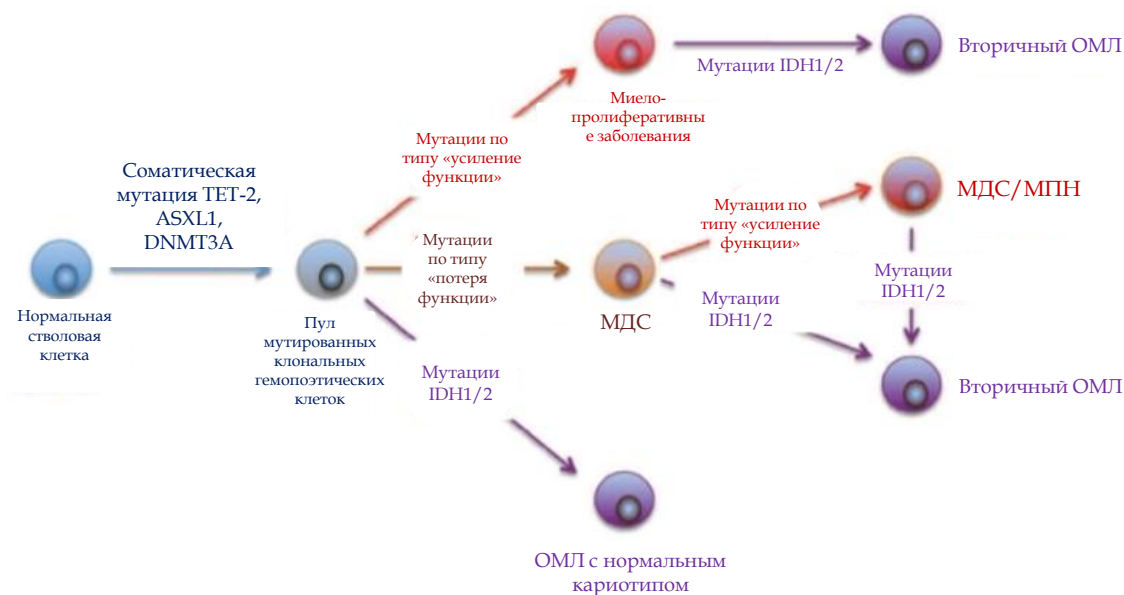 Соматическая
мутация TET-2,
ASXL1,
DNMT3A
Нормальная
стволовая
клетка
Пул
мутированных
клональных
гемопоэтических
клеток
Мутации по
типу «усиление
функции»
Миело-
пролиферативны
е заболевания
Мутации IDH1/2
Вторичный ОМЛ
Мутации
по типу
«потеря
функции»
МДС
Мутации по
типу «усиление
функции»
МДС/МПН
Мутации
IDH1/2
Мутации
IDH1/2
Вторичный ОМЛ
Мутации
IDH1/2
ОМЛ с нормальным
кариотипом